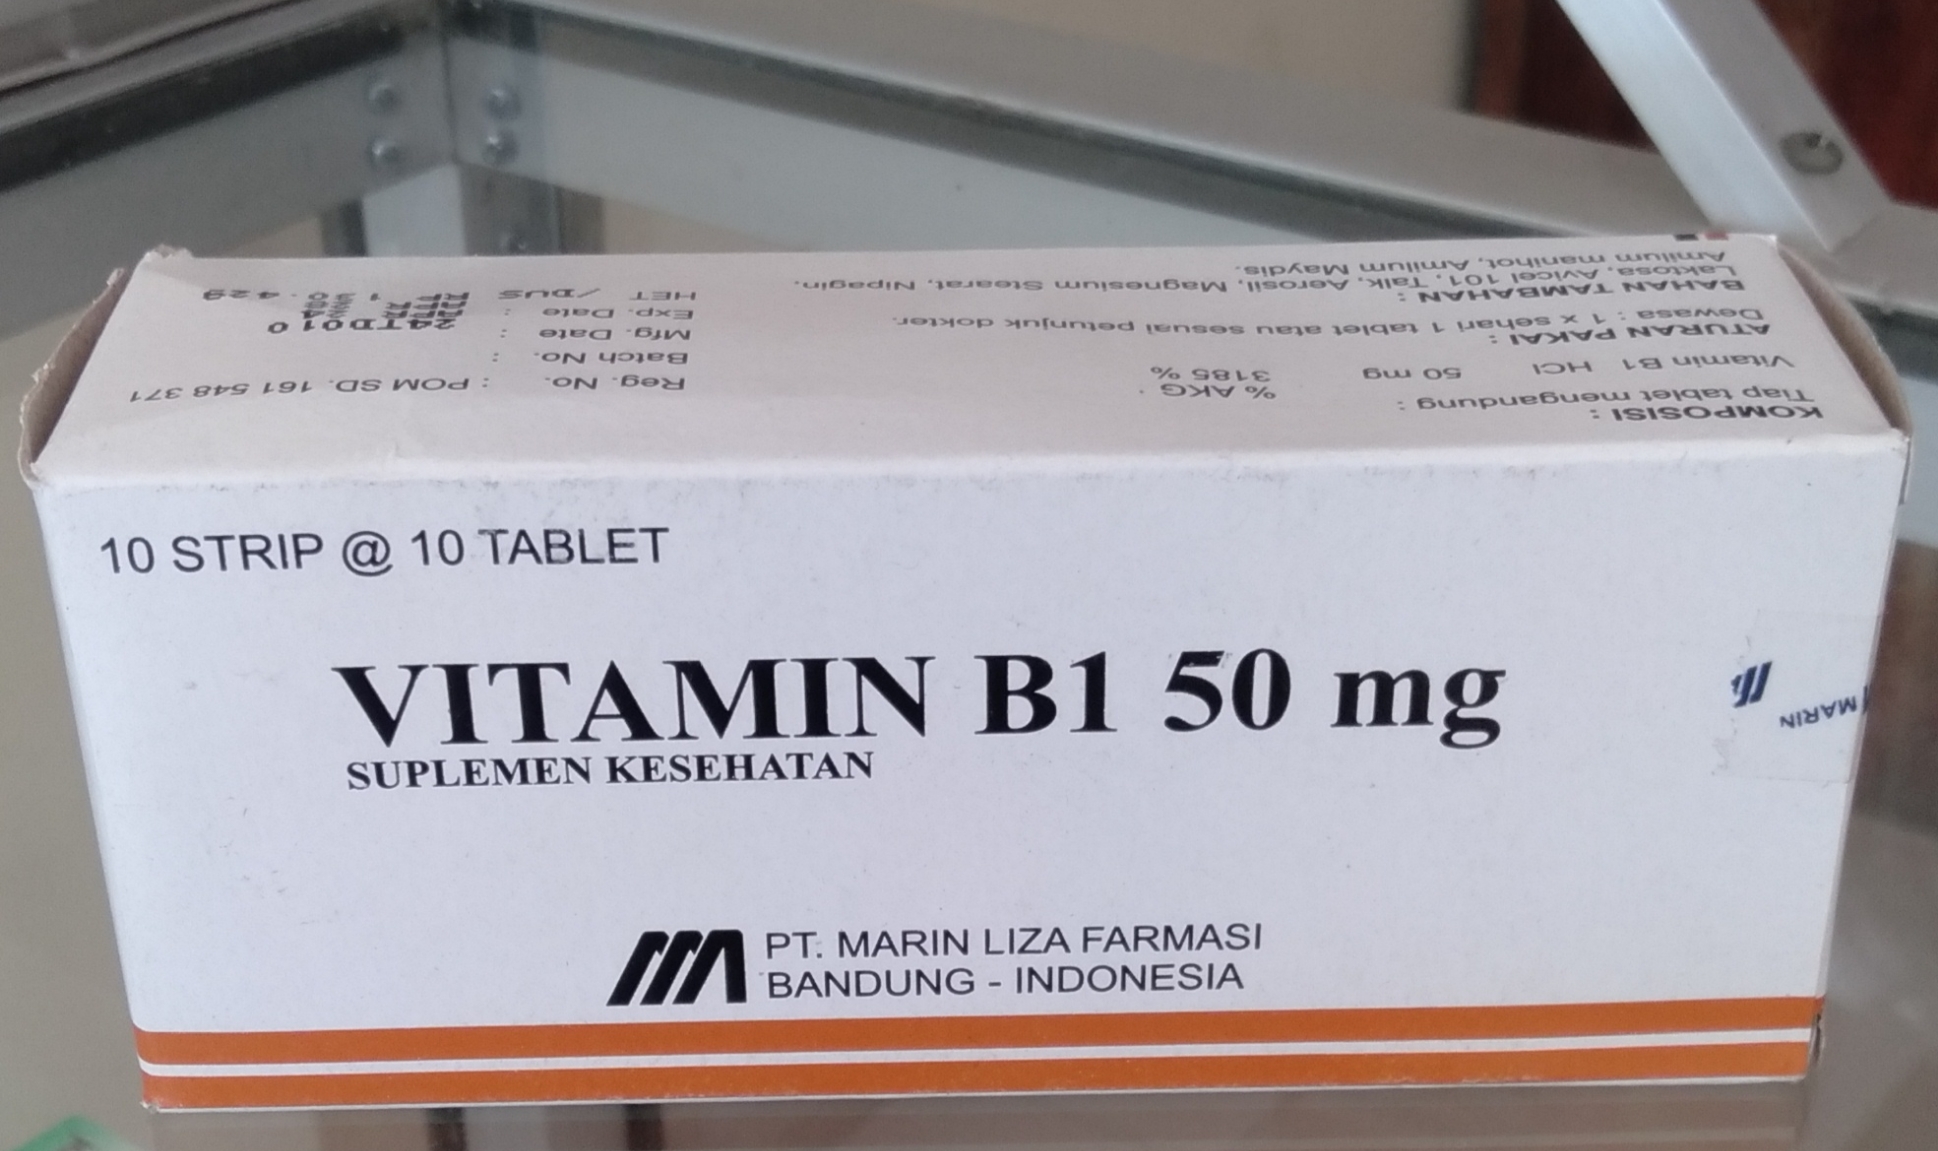 10 STRIP @ 10 TABLET
VITAMIN B1 50 mg
SUPLEMEN KESEHATAN
PT. MARIN LIZA FARMASI
BANDUNG - INDONESIA
MARIN
KOMPOSISI :
Tiap tablet mengandung : % AKG
Vitamin B1 HCl 50 mg 3185 %
ATURAN PAKAI :
Dewasa : 1 x sehari 1 tablet atau sesuai petunjuk dokter.
BAHAN TAMBAHAN :
Laktosa, Avicel 101, Talk, Aerosil, Magnesium Stearat, Nipagin,
Amilum manihot, Amilum Maydis.
Reg. No. : POM SD. 161 548 371
Batch No. :
Mfg. Date : 24TD010
Exp. Date :
HET /DUS